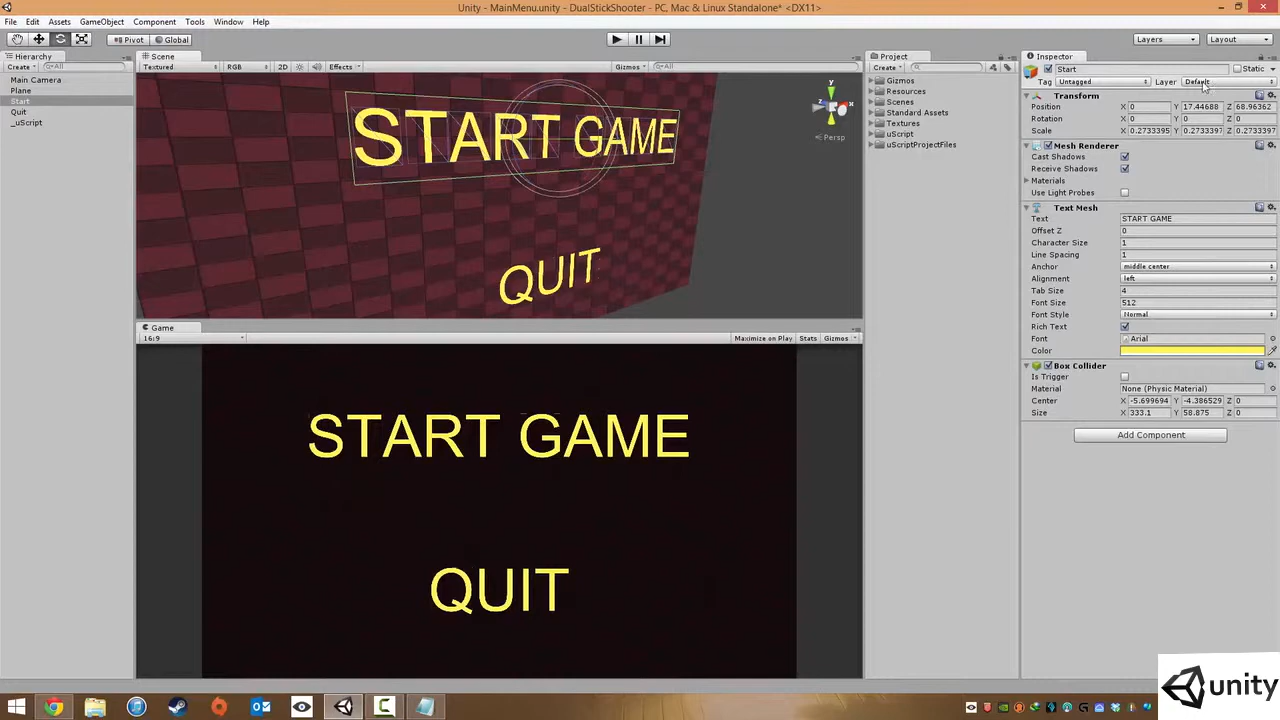 Unity - MainMenu.unity - DualStickShooter - PC, Mac & Linux Standalone* <DX11>
File Edit Assets GameObject Component Tools Window Help
Pivot Global Layers Layout
Hierarchy
Create All
Main Camera
Plane
Start
Quit
_uScript
Scene
Textured RGB 2D Effects Gizmos All
START GAME
QUIT
y
x
z
Persp
Game
16:9 Maximize on Play Stats Gizmos
START GAME
QUIT
Project
Create
Gizmos
Resources
Scenes
Standard Assets
Textures
uScript
uScriptProjectFiles
Inspector
Start Static
Tag Untagged Layer Default
Transform
Position X 0 Y 17.44688 Z 68.96362
Rotation X 0 Y 0 Z 0
Scale X 0.2733395 Y 0.2733397 Z 0.2733397
Mesh Renderer
Cast Shadows
Receive Shadows
Materials
Use Light Probes
Text Mesh
Text START GAME
Offset Z 0
Character Size 1
Line Spacing 1
Anchor middle center
Alignment left
Tab Size 4
Font Size 512
Font Style Normal
Rich Text
Font Arial
Color
Box Collider
Is Trigger
Material None (Physic Material)
Center X -5.699694 Y -4.386529 Z 0
Size X 333.1 Y 58.875 Z 0
Add Component
unity